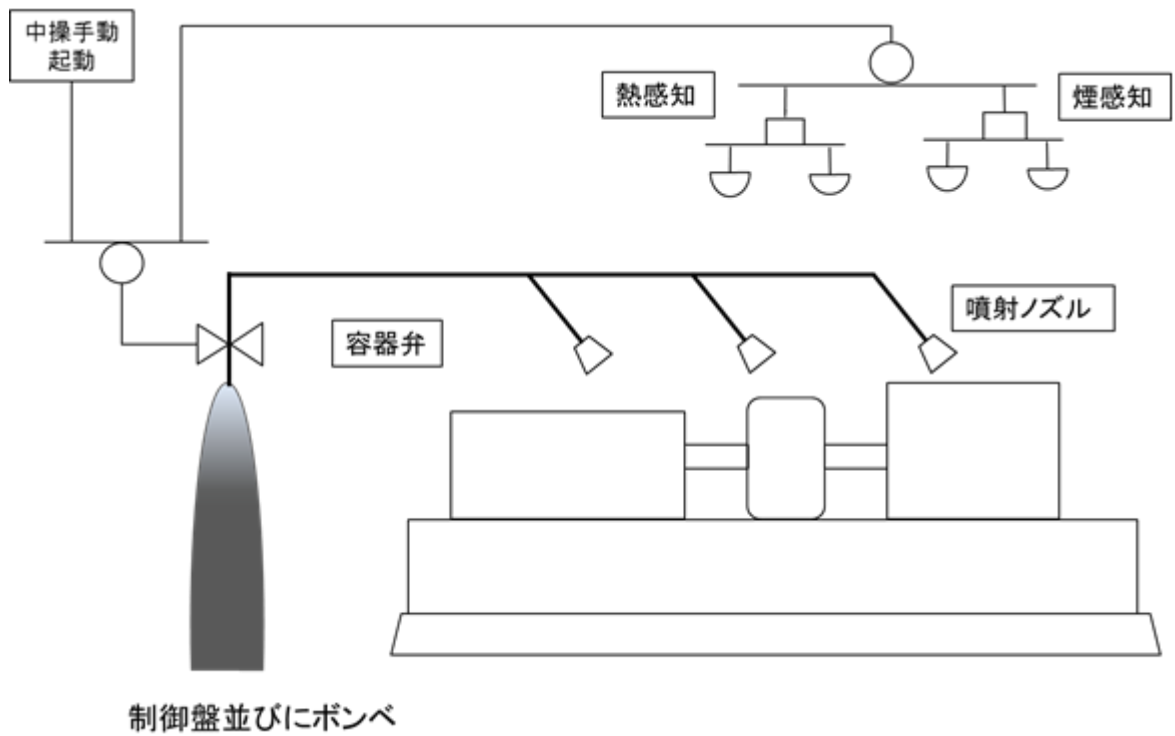 中操手動
起動
熱感知
煙感知
噴射ノズル
容器弁
制御盤並びにボンベ